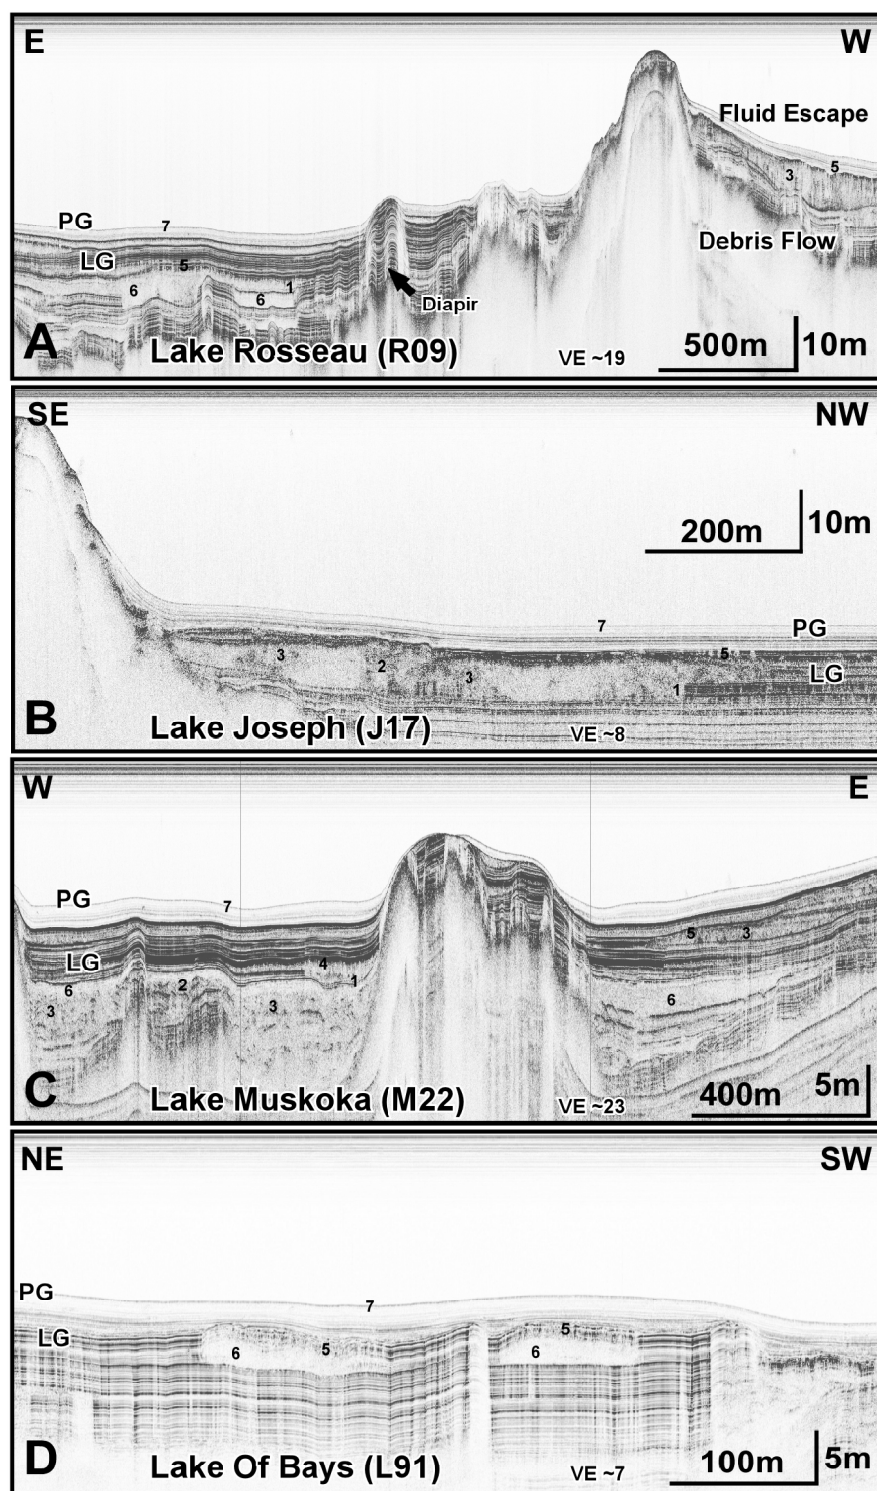 E
W
Fluid Escape
5
3
PG
7
Debris Flow
LG
5
1
6
6
Diapir
A
Lake Rosseau (R09)
VE ~19
500m
10m
SE
NW
200m
10m
7
PG
3
2
5
3
LG
1
B
Lake Joseph (J17)
VE ~8
W
E
PG
7
5
3
LG
4
2
1
6
3
3
6
C
Lake Muskoka (M22)
VE ~23
400m
5m
NE
SW
PG
7
LG
5
5
6
6
D
Lake Of Bays (L91)
VE ~7
100m
5m